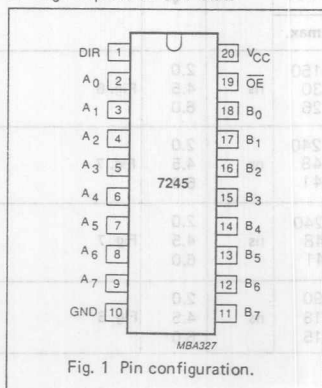 DIR 1 20 VCC
A0 2 19 OE
A1 3 18 B0
A2 4 17 B1
A3 5 16 B2
A4 6 7245 15 B3
A5 7 14 B4
A6 8 13 B5
A7 9 12 B6
GND 10 11 B7
MBA327
Fig. 1 Pin configuration.